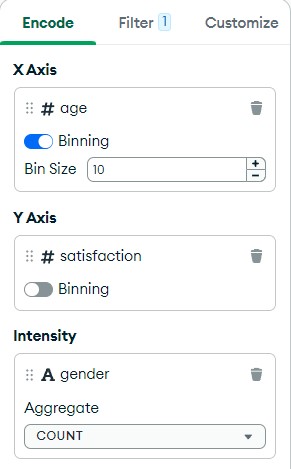 Encode Filter 1 Customize
X Axis
# age
Binning
Bin Size 10 + −
Y Axis
# satisfaction
Binning
Intensity
A gender
Aggregate
COUNT